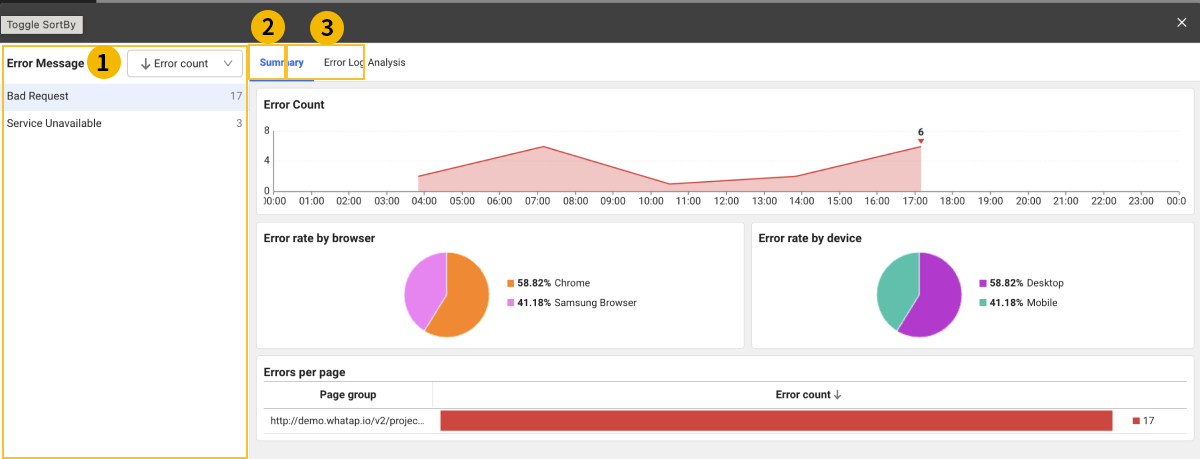 Toggle SortBy
2
3
1
Error Message
Error count
Summary
Error Log Analysis
Bad Request
17
Service Unavailable
3
Error Count
8
6
4
0
00:00 01:00 02:00 03:00 04:00 05:00 06:00 07:00 08:00 09:00 10:00 11:00 12:00 13:00 14:00 15:00 16:00 17:00 18:00 19:00 20:00 21:00 22:00 23:00 00:0
Error rate by browser
58.82% Chrome
41.18% Samsung Browser
Error rate by device
58.82% Desktop
41.18% Mobile
Errors per page
Page group
Error count
http://demo.whatap.io/v2/projec...
17